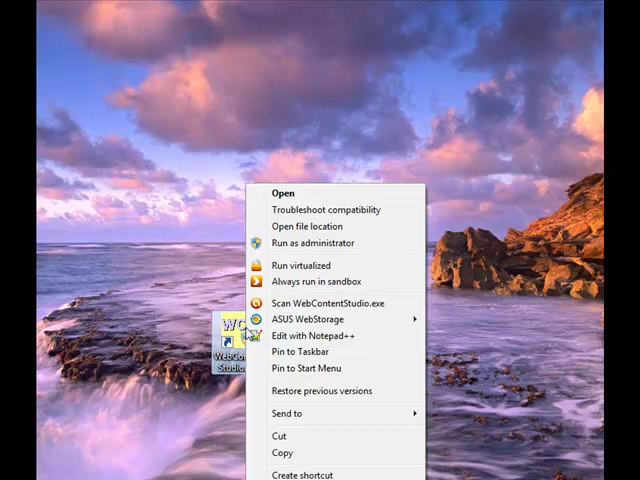 Open
Troubleshoot compatibility
Open file location
Run as administrator
Run virtualized
Always run in sandbox
Scan WebContentStudio.exe
ASUS WebStorage
Edit with Notepad++
Pin to Taskbar
Pin to Start Menu
Restore previous versions
Send to
Cut
Copy
Create shortcut